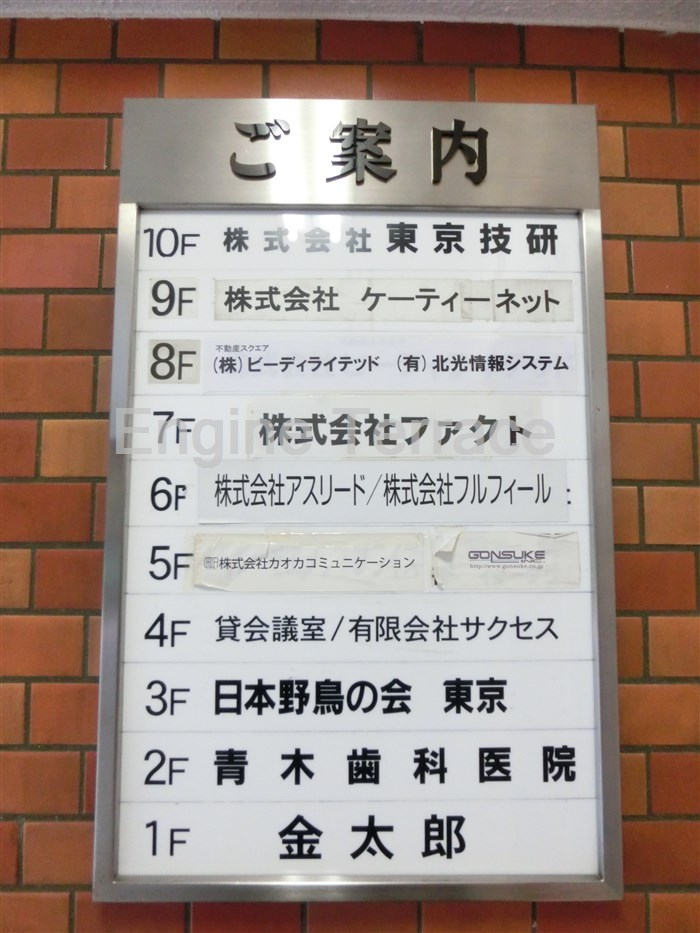 ご案内
10F 株式会社 東京技研
9F 株式会社 ケーティーネット
不動産スクエア
8F (株)ビーディライテッド (有)北光情報システム
7F 株式会社ファクト
Engine Terrace
6F 株式会社アスリード/株式会社フルフィール
5F 株式会社カオカコミュニケーション GONSUKE INC.
http://www.gonsuke.co.jp
4F 貸会議室/有限会社サクセス
3F 日本野鳥の会 東京
2F 青木歯科医院
1F 金太郎